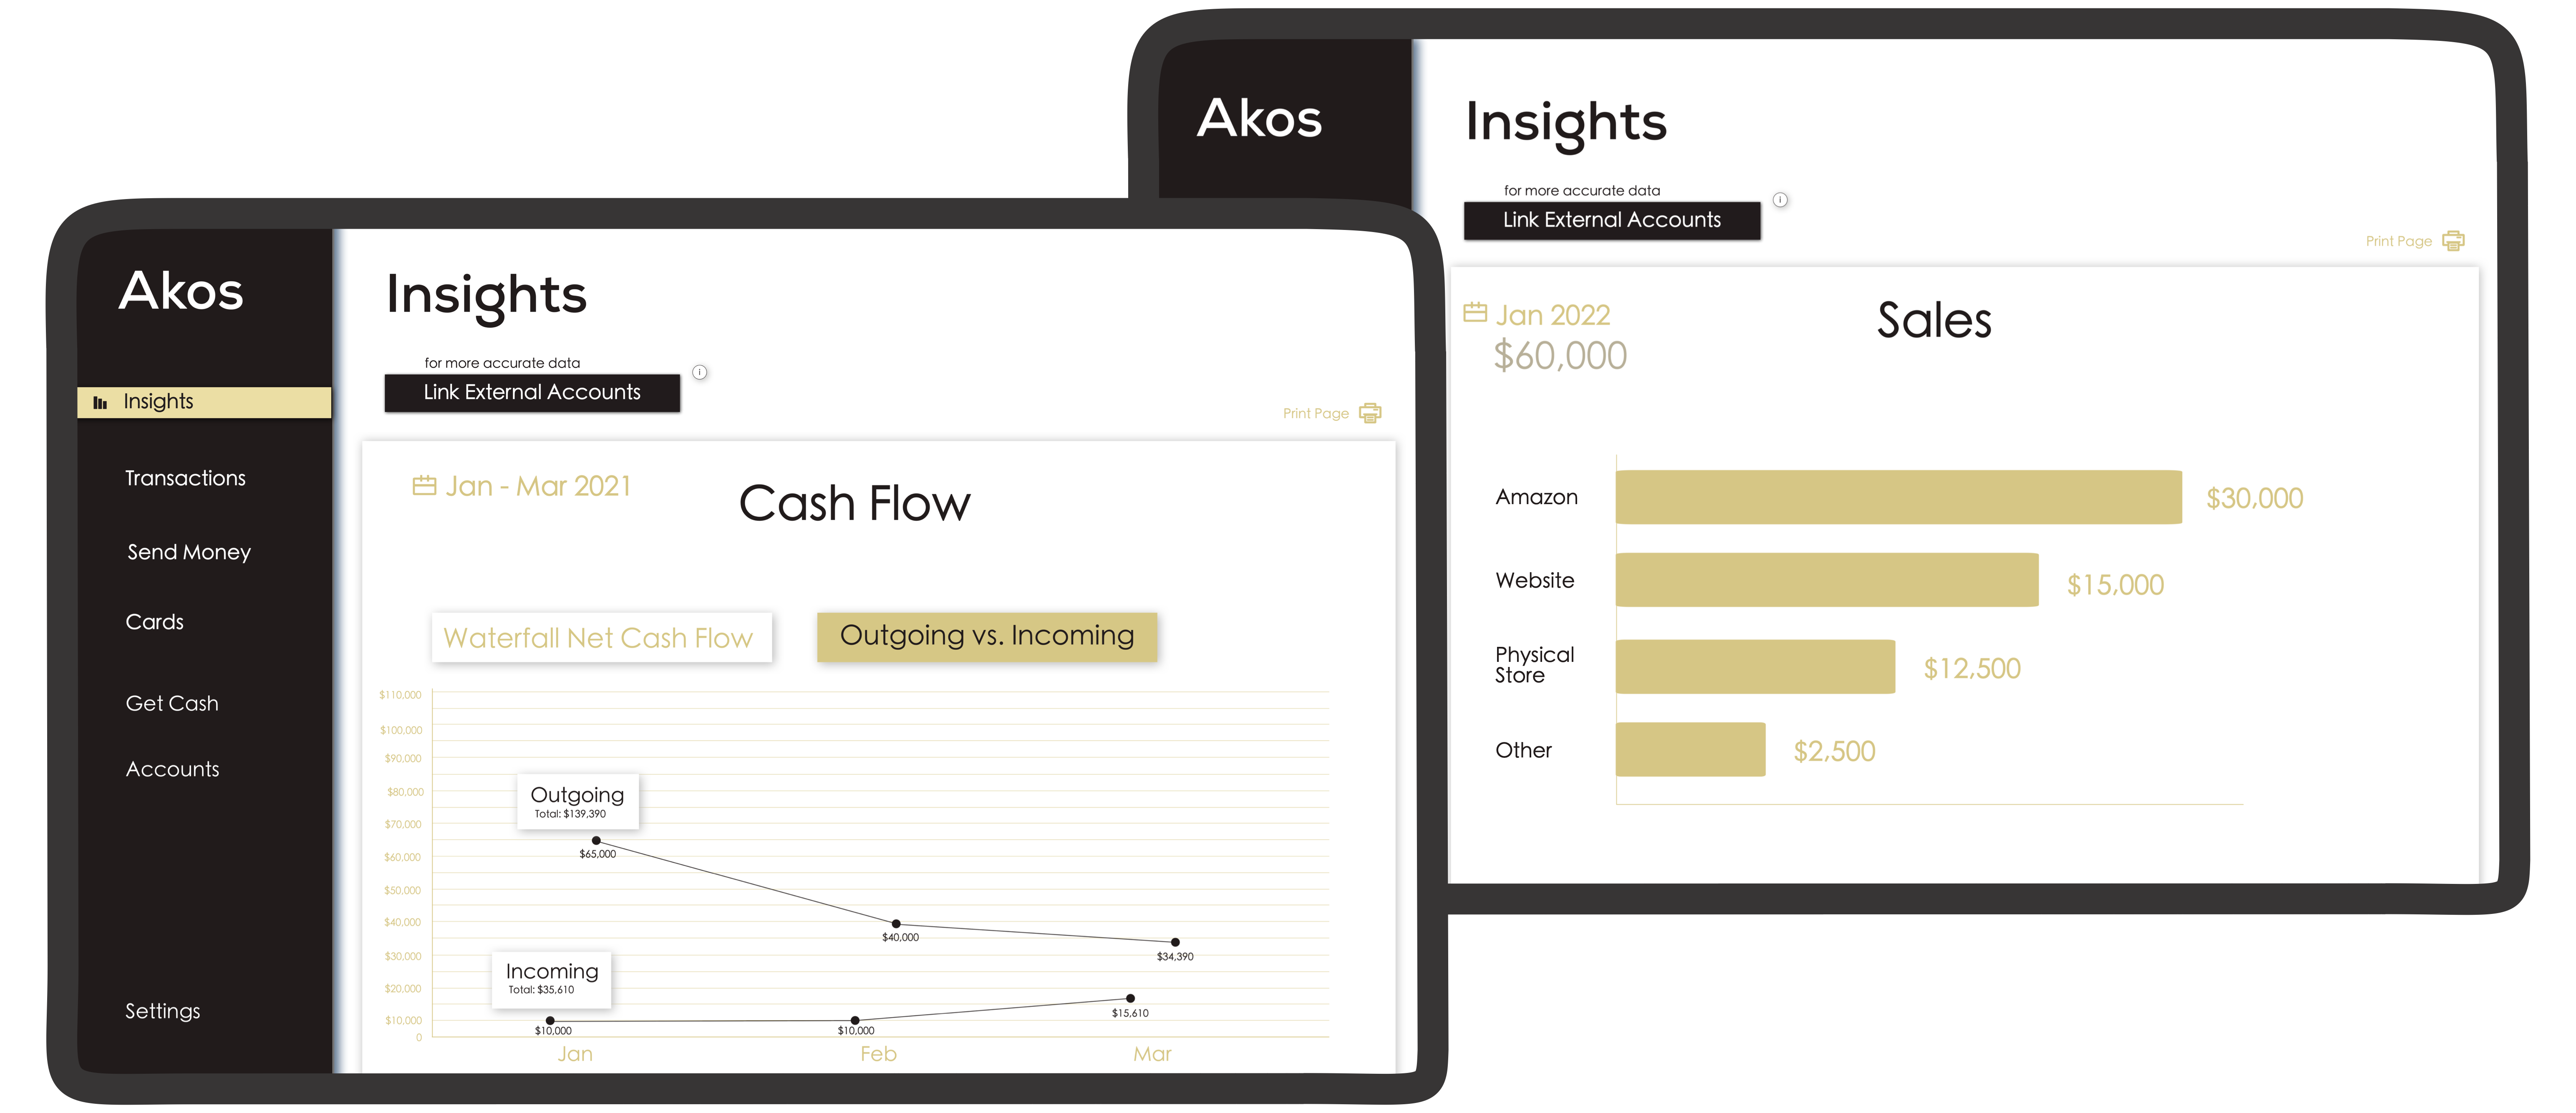 Akos
Insights
for more accurate data
Link External Accounts
i
Print Page
Jan 2022
$60,000
Sales
Amazon
$30,000
Website
$15,000
Physical
Store
$12,500
Other
$2,500
Akos
Insights
Transactions
Send Money
Cards
Get Cash
Accounts
Settings
Insights
for more accurate data
Link External Accounts
i
Print Page
Jan - Mar 2021
Cash Flow
Waterfall Net Cash Flow
Outgoing vs. Incoming
$110,000
$100,000
$90,000
$80,000
$70,000
$60,000
$50,000
$40,000
$30,000
$20,000
$10,000
0
Outgoing
Total: $139,390
$65,000
$40,000
$34,390
Incoming
Total: $35,610
$10,000
$10,000
$15,610
Jan
Feb
Mar